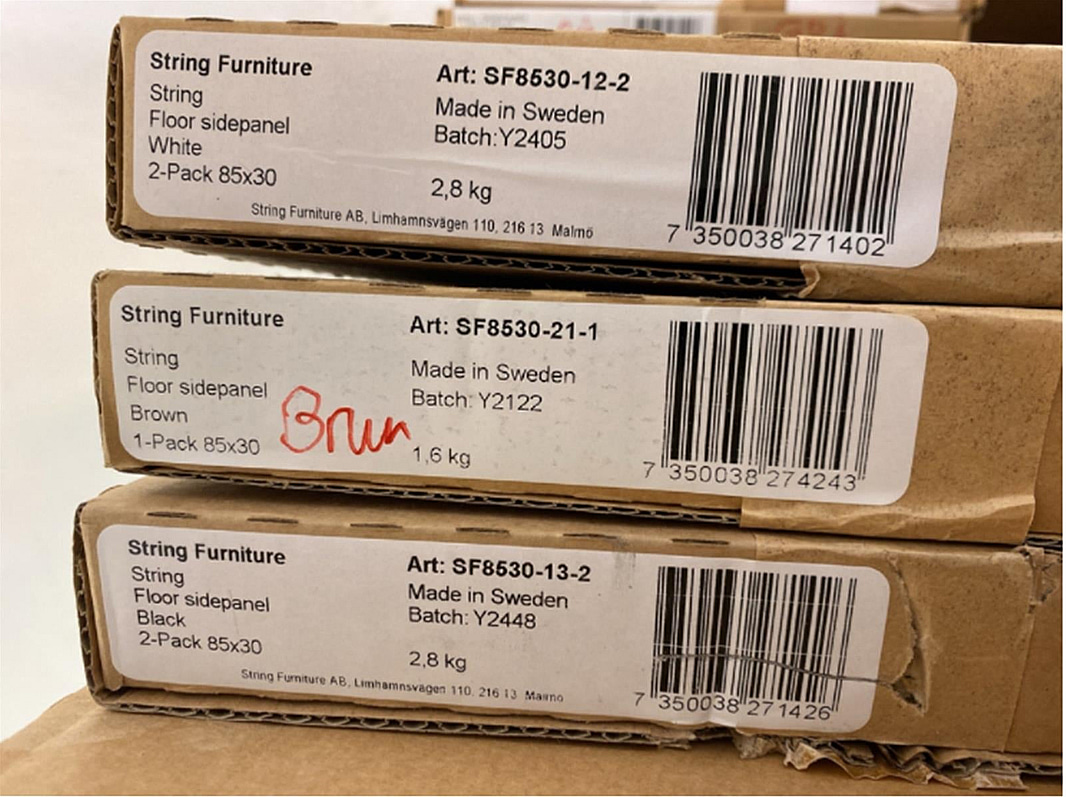 String Furniture
String
Floor sidepanel
White
2-Pack 85x30
Art: SF8530-12-2
Made in Sweden
Batch:Y2405
2,8 kg
String Furniture AB, Limhamnsvägen 110, 216 13 Malmö
7 350038 271402
String Furniture
String
Floor sidepanel
Brown
1-Pack 85x30
Brun
Art: SF8530-21-1
Made in Sweden
Batch: Y2122
1,6 kg
7 350038 274243
String Furniture
String
Floor sidepanel
Black
2-Pack 85x30
Art: SF8530-13-2
Made in Sweden
Batch: Y2448
2,8 kg
String Furniture AB, Limhamnsvägen 110, 216 13 Malmö
7 350038 271426